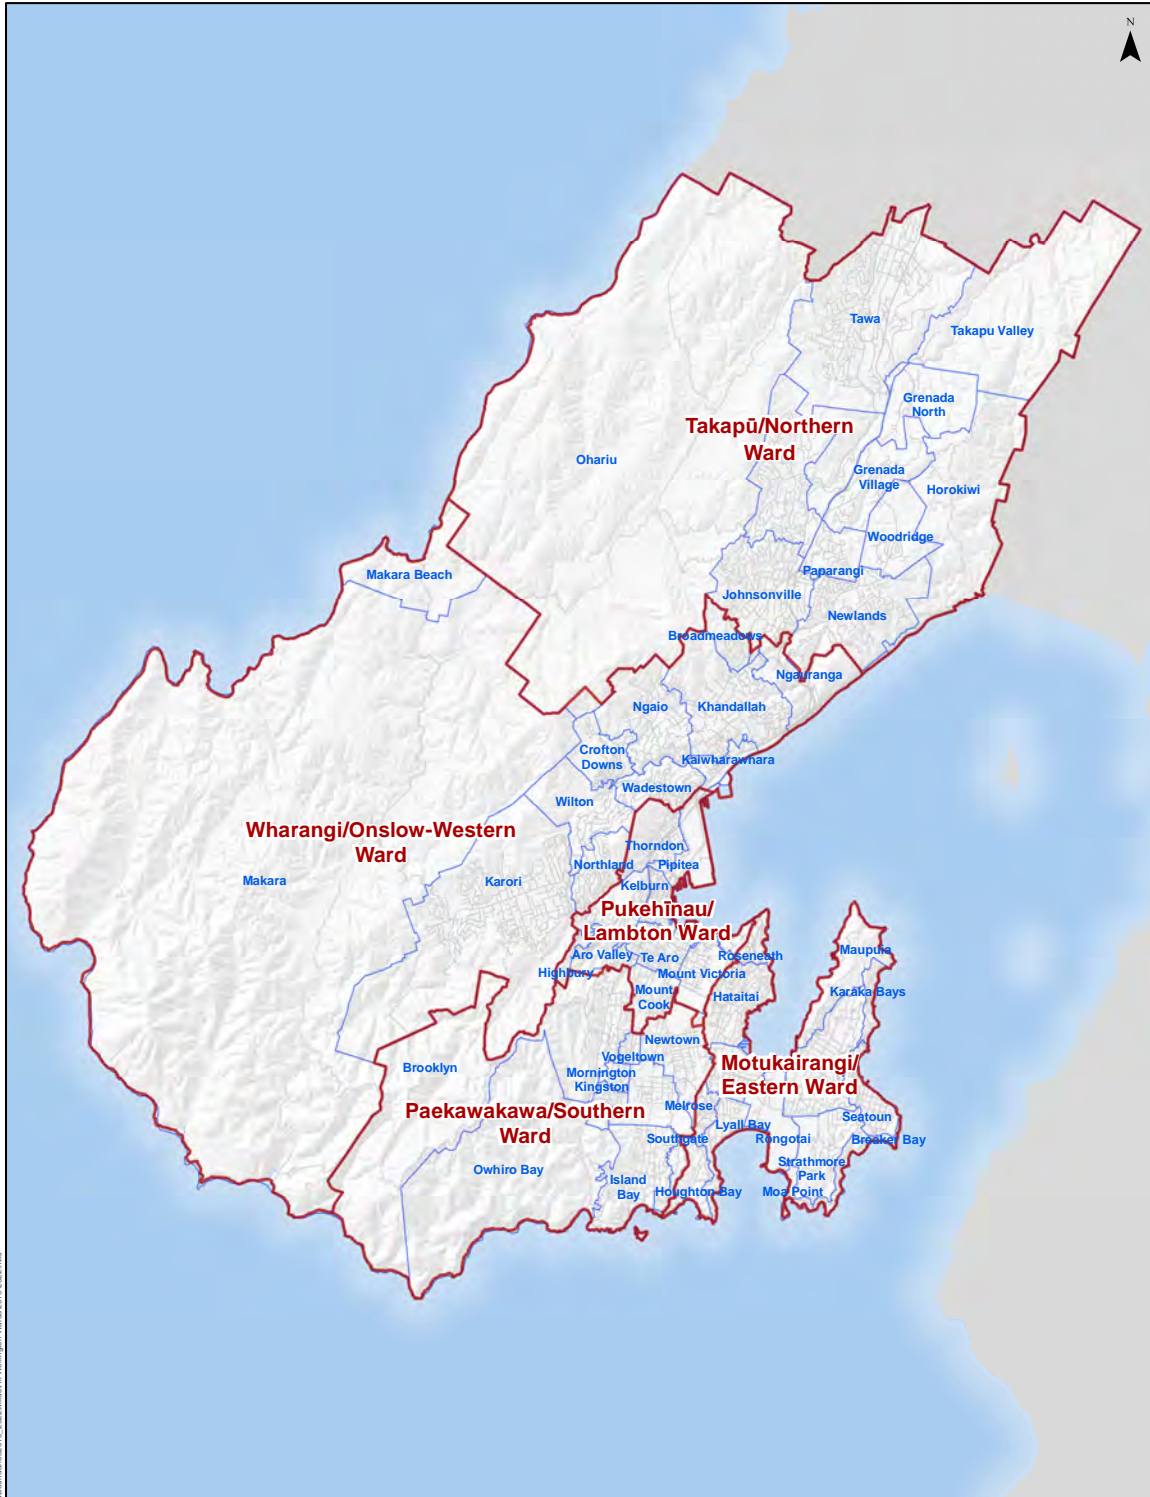 N
Tawa
Takapu Valley
Grenada
North
Takapū/Northern
Ward
Ohariu
Grenada
Village
Horokiwi
Woodridge
Makara Beach
Paparangi
Johnsonville
Newlands
Broadmeadows
Ngauranga
Ngaio
Khandallah
Crofton
Downs
Kaiwharawhara
Wadestown
Wilton
Wharangi/Onslow-Western
Ward
Thorndon
Northland
Pipitea
Makara
Karori
Kelburn
Pukehīnau/
Lambton Ward
Maupuia
Aro Valley
Te Aro
Roseneath
Highbury
Mount Victoria
Mount
Cook
Hataitai
Karaka Bays
Newtown
Vogeltown
Brooklyn
Mornington
Kingston
Motukairangi/
Eastern Ward
Paekawakawa/Southern
Ward
Melrose
Lyall Bay
Seatoun
Southgate
Rongotai
Breaker Bay
Strathmore
Park
Owhiro Bay
Island
Bay
Houghton Bay
Moa Point